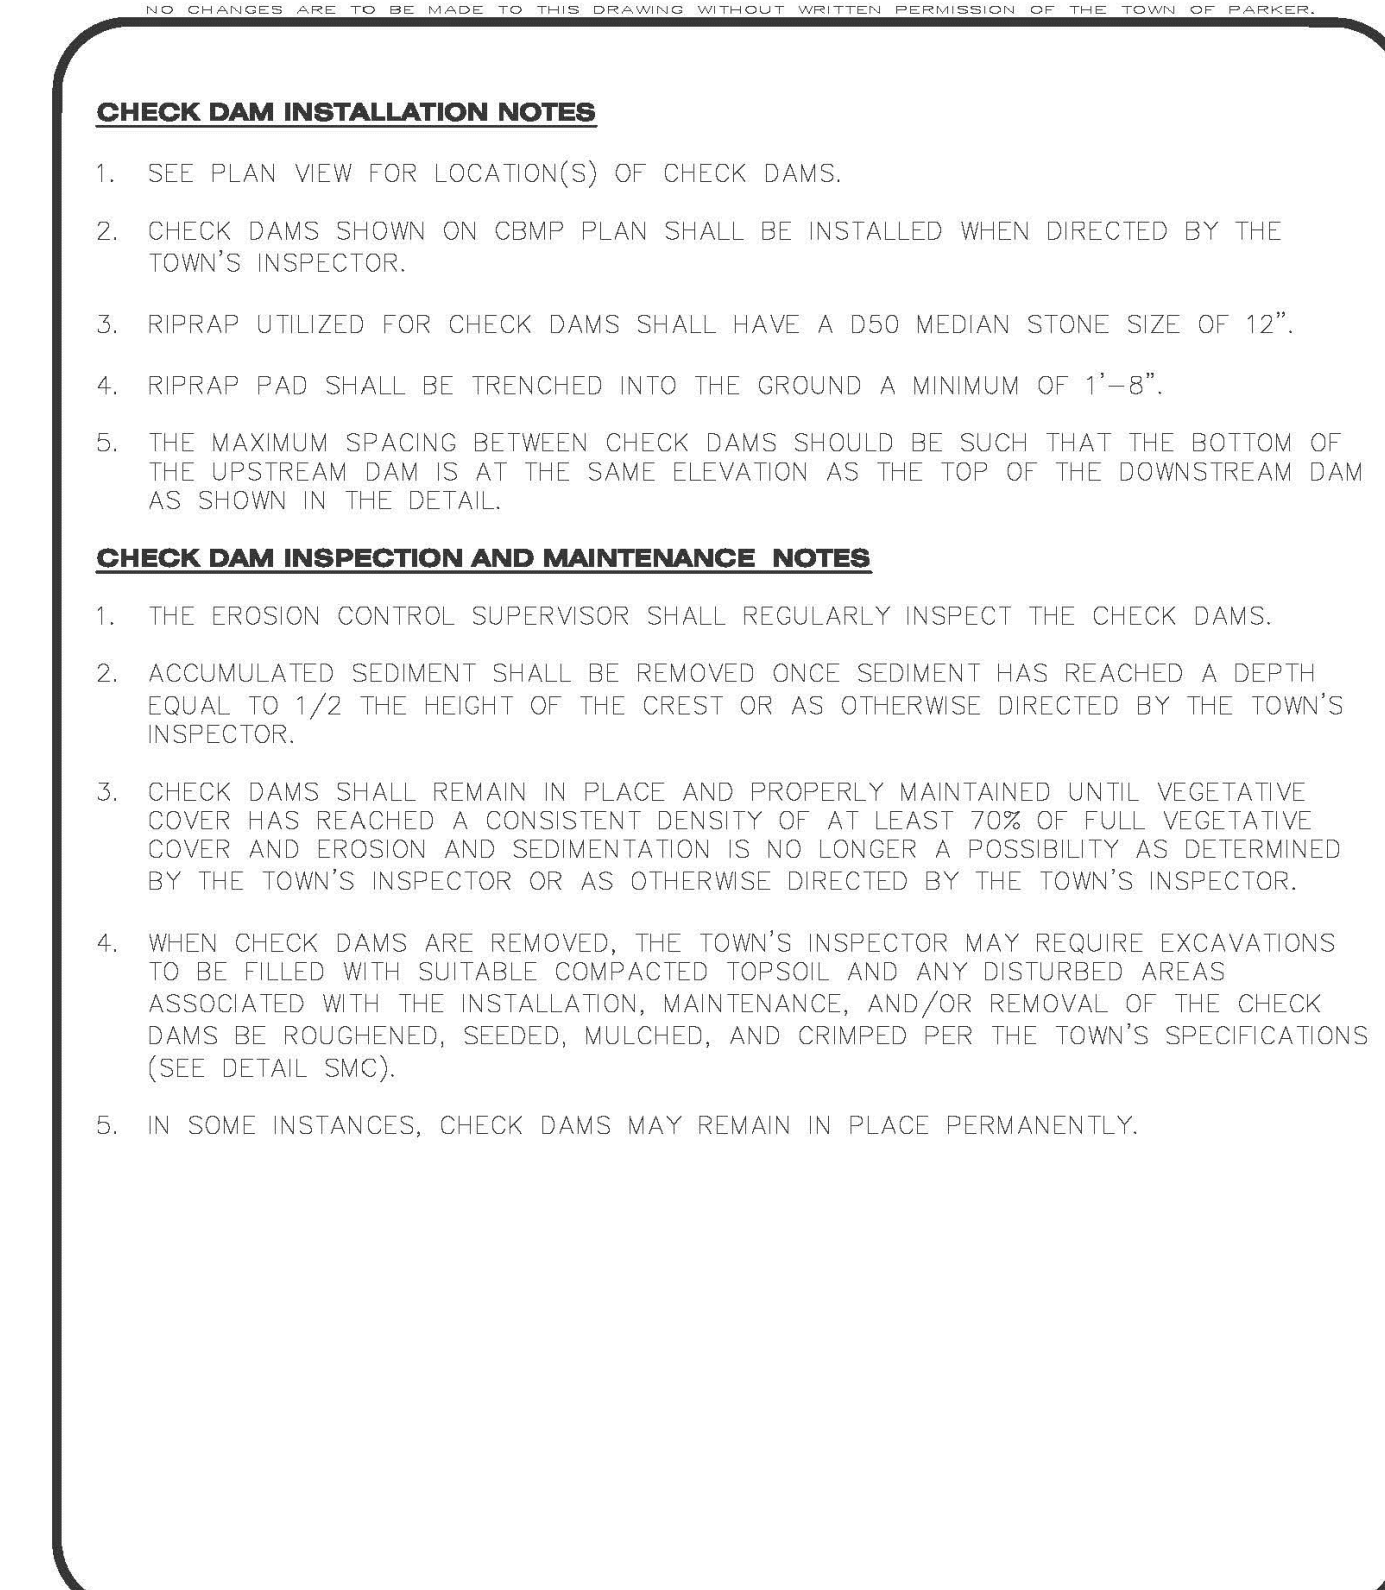 NO CHANGES ARE TO BE MADE TO THIS DRAWING WITHOUT WRITTEN PERMISSION OF THE TOWN OF PARKER.
CHECK DAM INSTALLATION NOTES
1. SEE PLAN VIEW FOR LOCATION(S) OF CHECK DAMS.
2. CHECK DAMS SHOWN ON CBMP PLAN SHALL BE INSTALLED WHEN DIRECTED BY THE
TOWN'S INSPECTOR.
3. RIPRAP UTILIZED FOR CHECK DAMS SHALL HAVE A D50 MEDIAN STONE SIZE OF 12".
4. RIPRAP PAD SHALL BE TRENCHED INTO THE GROUND A MINIMUM OF 1'-8".
5. THE MAXIMUM SPACING BETWEEN CHECK DAMS SHOULD BE SUCH THAT THE BOTTOM OF
THE UPSTREAM DAM IS AT THE SAME ELEVATION AS THE TOP OF THE DOWNSTREAM DAM
AS SHOWN IN THE DETAIL.
CHECK DAM INSPECTION AND MAINTENANCE NOTES
1. THE EROSION CONTROL SUPERVISOR SHALL REGULARLY INSPECT THE CHECK DAMS.
2. ACCUMULATED SEDIMENT SHALL BE REMOVED ONCE SEDIMENT HAS REACHED A DEPTH
EQUAL TO 1/2 THE HEIGHT OF THE CREST OR AS OTHERWISE DIRECTED BY THE TOWN'S
INSPECTOR.
3. CHECK DAMS SHALL REMAIN IN PLACE AND PROPERLY MAINTAINED UNTIL VEGETATIVE
COVER HAS REACHED A CONSISTENT DENSITY OF AT LEAST 70% OF FULL VEGETATIVE
COVER AND EROSION AND SEDIMENTATION IS NO LONGER A POSSIBILITY AS DETERMINED
BY THE TOWN'S INSPECTOR OR AS OTHERWISE DIRECTED BY THE TOWN'S INSPECTOR.
4. WHEN CHECK DAMS ARE REMOVED, THE TOWN'S INSPECTOR MAY REQUIRE EXCAVATIONS
TO BE FILLED WITH SUITABLE COMPACTED TOPSOIL AND ANY DISTURBED AREAS
ASSOCIATED WITH THE INSTALLATION, MAINTENANCE, AND/OR REMOVAL OF THE CHECK
DAMS BE ROUGHENED, SEEDED, MULCHED, AND CRIMPED PER THE TOWN'S SPECIFICATIONS
(SEE DETAIL SMC).
5. IN SOME INSTANCES, CHECK DAMS MAY REMAIN IN PLACE PERMANENTLY.